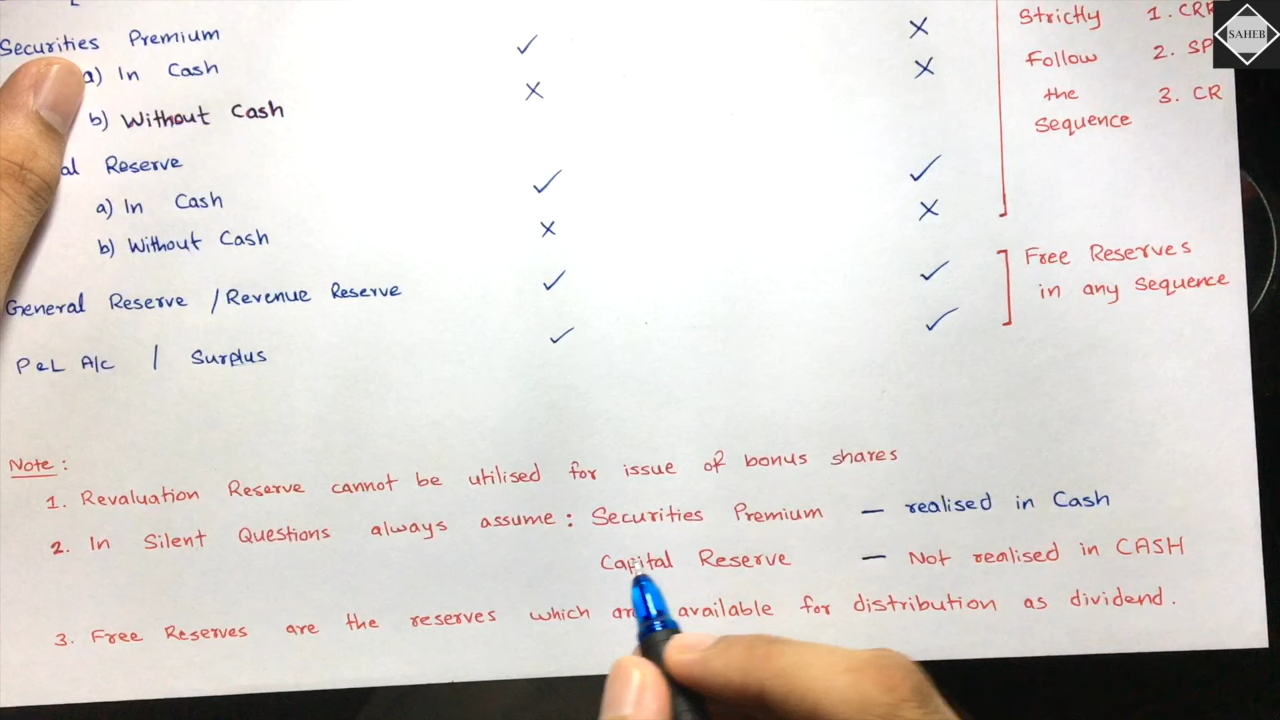 Securities Premium
a) In Cash
b) Without Cash
al Reserve
a) In Cash
b) Without Cash
General Reserve / Revenue Reserve
P&L A/c / Surplus
Strictly 1. CRR
Follow 2. SP
the 3. CR
Sequence
Free Reserves
in any Sequence
Note:
1. Revaluation Reserve cannot be utilised for issue of bonus shares
2. In Silent Questions always assume: Securities Premium — realised in Cash
Capital Reserve — Not realised in CASH
3. Free Reserves are the reserves which are available for distribution as dividend.
SAHEB